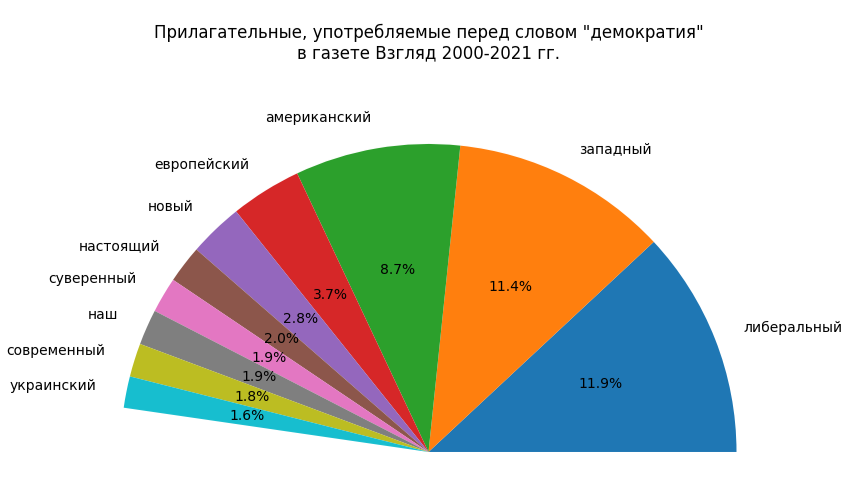 Прилагательные, употребляемые перед словом "демократия"
в газете Взгляд 2000-2021 гг.
американский
западный
европейский
новый
настоящий
суверенный
наш
современный
украинский
либеральный
8.7%
11.4%
3.7%
2.8%
2.0%
1.9%
1.9%
1.8%
1.6%
11.9%